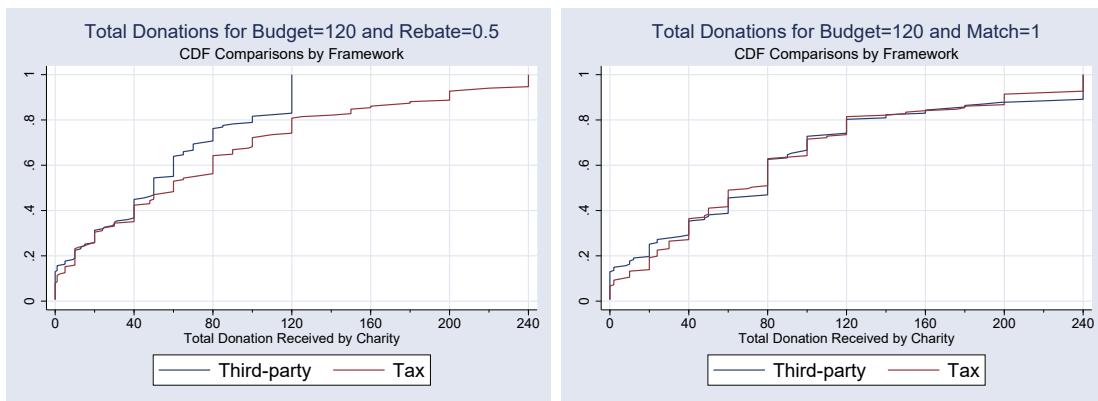 Total Donations for Budget=120 and Rebate=0.5
CDF Comparisons by Framework
1
.8
.6
.4
.2
0
0 40 80 120 160 200 240
Total Donation Received by Charity
Third-party Tax
Total Donations for Budget=120 and Match=1
CDF Comparisons by Framework
1
.8
.6
.4
.2
0
0 40 80 120 160 200 240
Total Donation Received by Charity
Third-party Tax